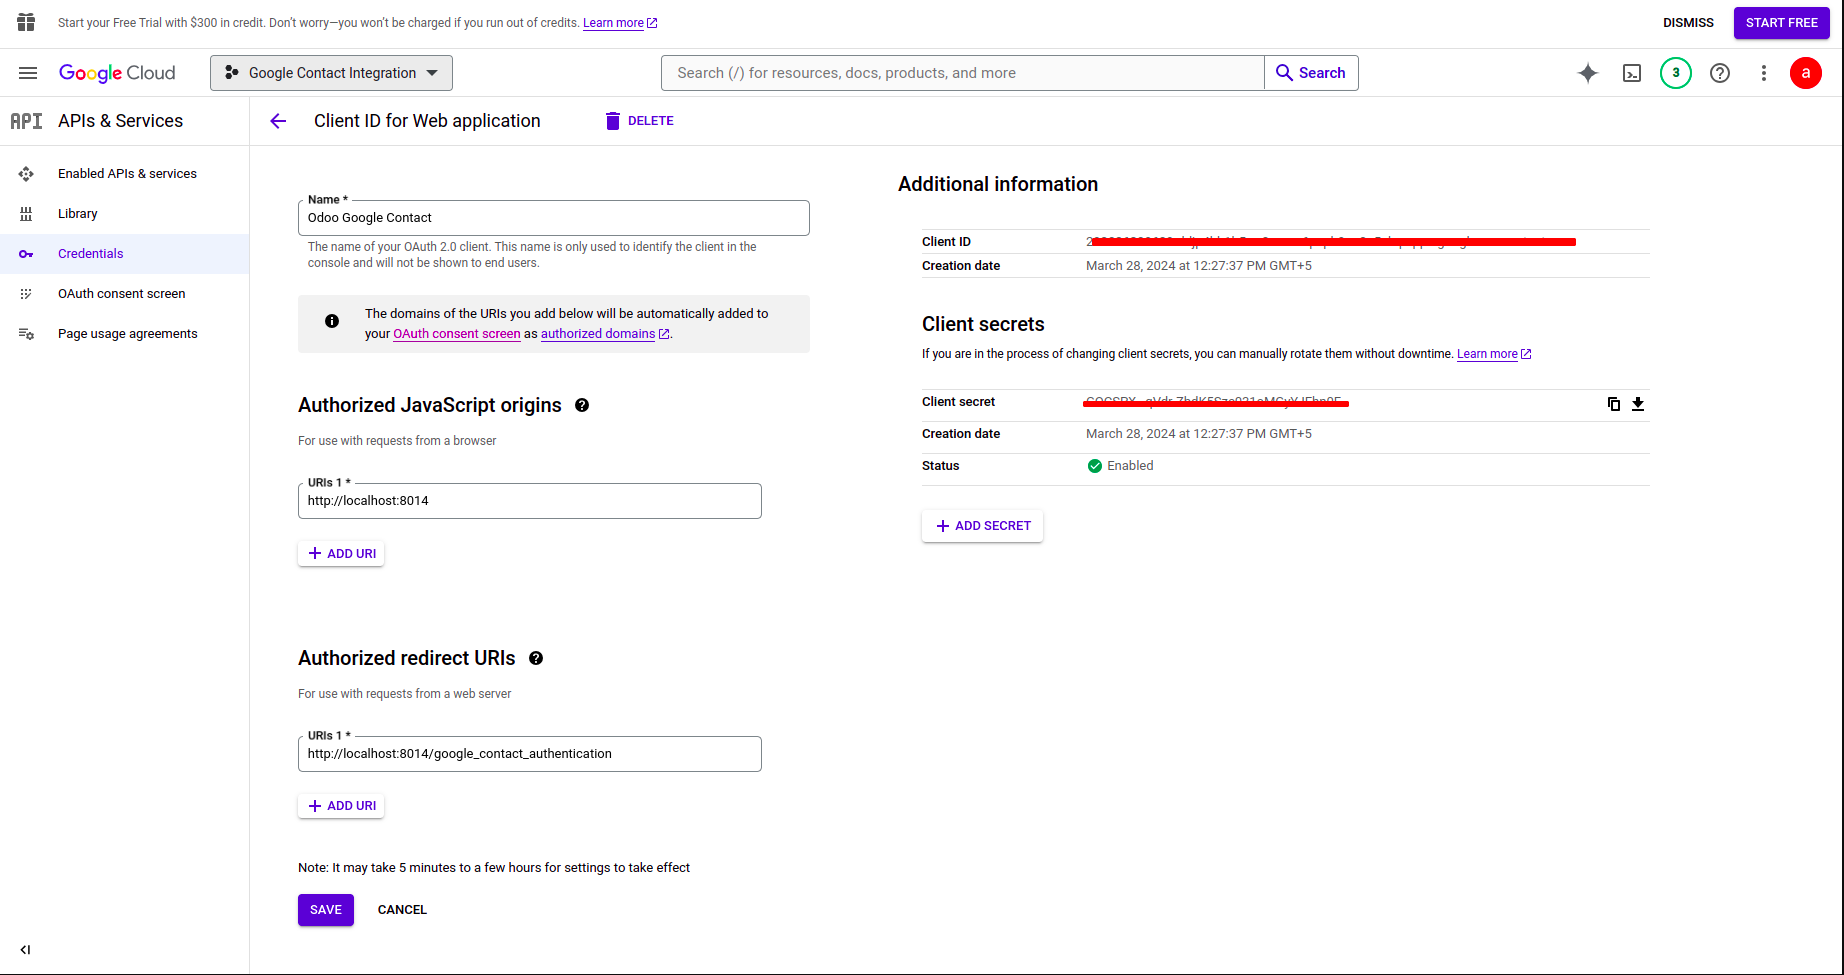 Start your Free Trial with $300 in credit. Don't worry—you won't be charged if you run out of credits. Learn more
DISMISS
START FREE
Google Cloud
Google Contact Integration
Search (/) for resources, docs, products, and more
Search
3
a
API APIs & Services
Client ID for Web application
DELETE
Enabled APIs & services
Library
Credentials
OAuth consent screen
Page usage agreements
Name *
Odoo Google Contact
The name of your OAuth 2.0 client. This name is only used to identify the client in the
console and will not be shown to end users.
The domains of the URIs you add below will be automatically added to
your OAuth consent screen as authorized domains.
Authorized JavaScript origins
For use with requests from a browser
URIs 1 *
http://localhost:8014
ADD URI
Authorized redirect URIs
For use with requests from a web server
URIs 1 *
http://localhost:8014/google_contact_authentication
ADD URI
Note: It may take 5 minutes to a few hours for settings to take effect
SAVE
CANCEL
Additional information
Client ID
Creation date March 28, 2024 at 12:27:37 PM GMT+5
Client secrets
If you are in the process of changing client secrets, you can manually rotate them without downtime. Learn more
Client secret
Creation date March 28, 2024 at 12:27:37 PM GMT+5
Status Enabled
ADD SECRET